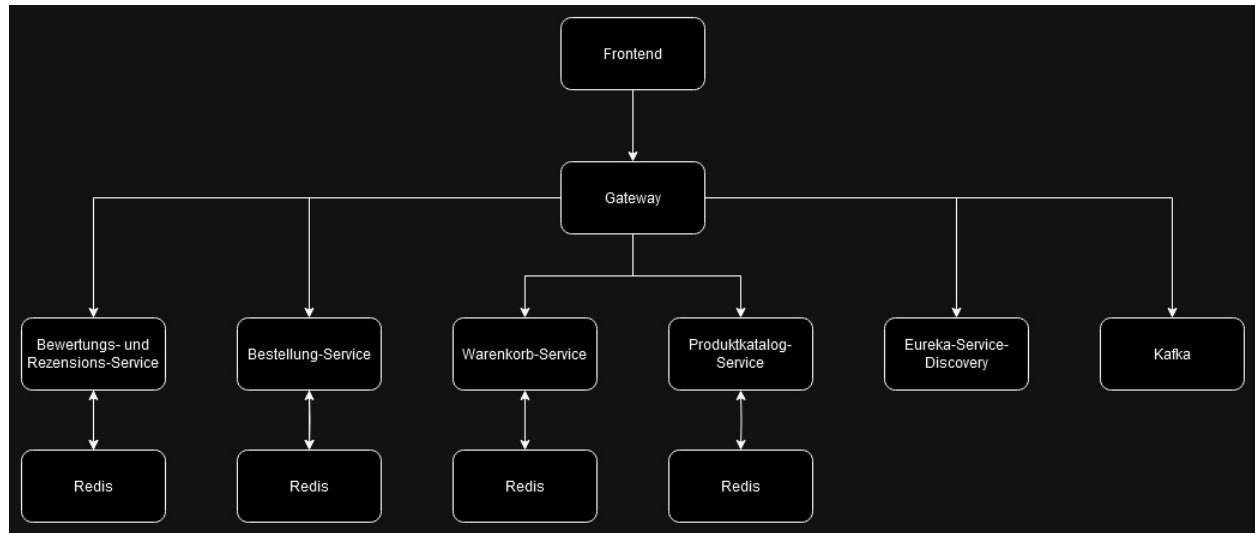 Frontend
Gateway
Bewertungs- und
Rezensions-Service
Bestellung-Service
Warenkorb-Service
Produktkatalog-
Service
Eureka-Service-
Discovery
Kafka
Redis
Redis
Redis
Redis